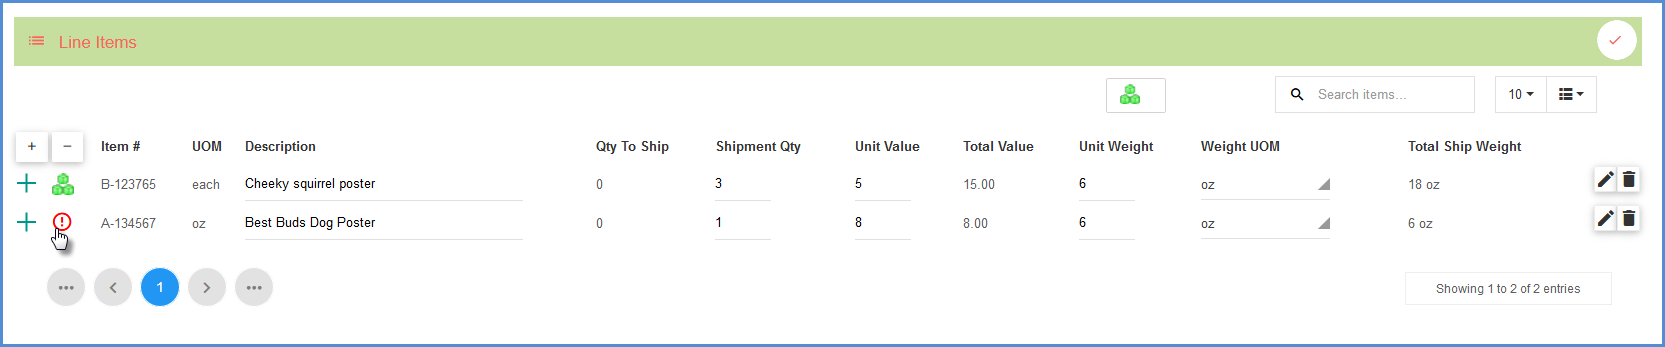 Line Items
Search items...
10
+ − Item # UOM Description Qty To Ship Shipment Qty Unit Value Total Value Unit Weight Weight UOM Total Ship Weight
B-123765 each Cheeky squirrel poster 0 3 5 15.00 6 oz 18 oz
A-134567 oz Best Buds Dog Poster 0 1 8 8.00 6 oz 6 oz
... < 1 > ...
Showing 1 to 2 of 2 entries